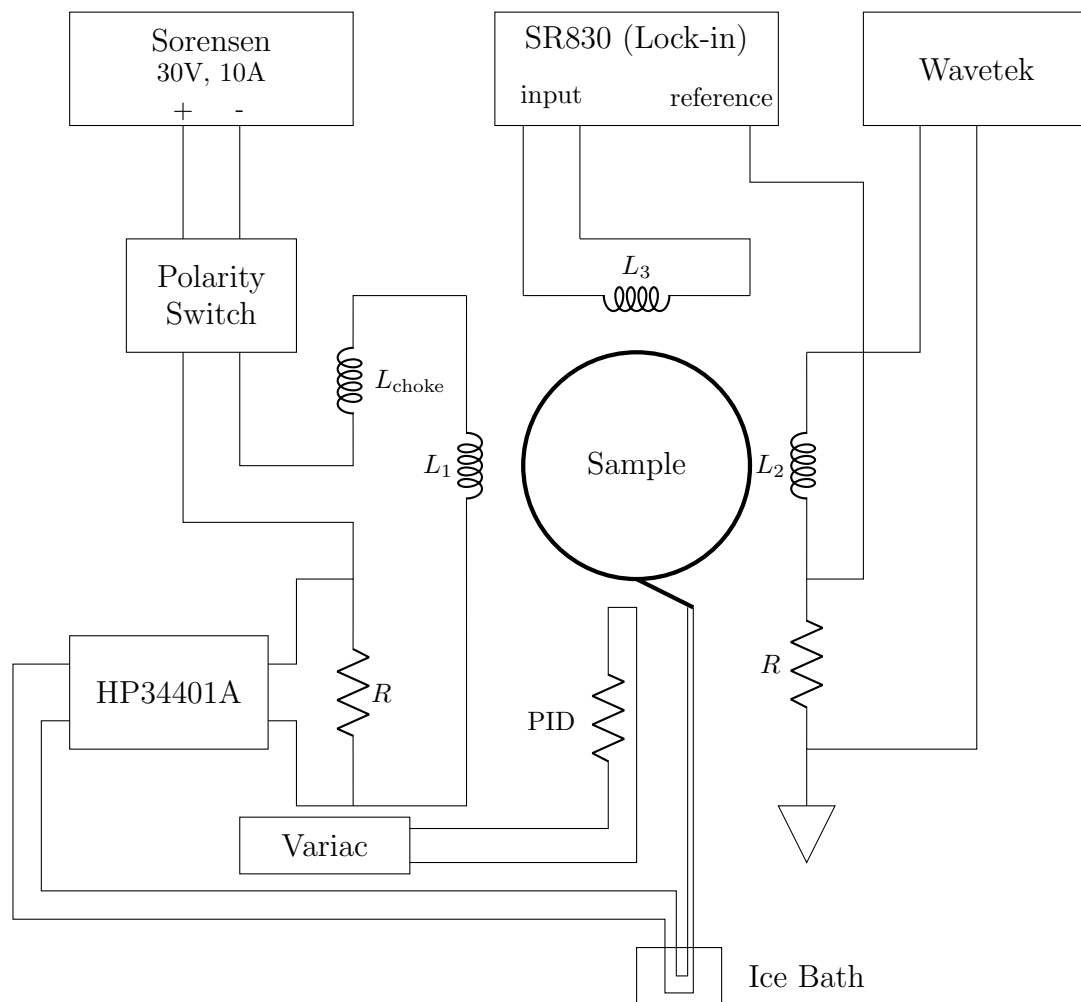 Sorensen
30V, 10A
+ -
SR830 (Lock-in)
input reference
Wavetek
Polarity
Switch
L₃
L_choke
L₁
Sample
L₂
HP34401A
R
PID
R
Variac
Ice Bath